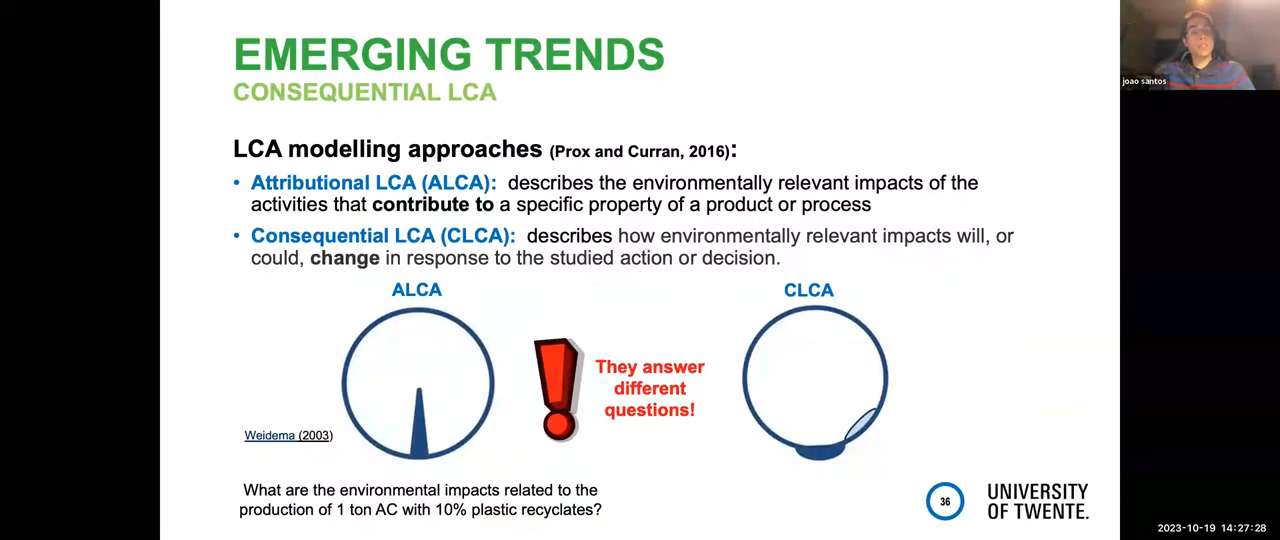 EMERGING TRENDS
CONSEQUENTIAL LCA
LCA modelling approaches (Prox and Curran, 2016):
• Attributional LCA (ALCA): describes the environmentally relevant impacts of the
activities that contribute to a specific property of a product or process
• Consequential LCA (CLCA): describes how environmentally relevant impacts will, or
could, change in response to the studied action or decision.
ALCA
CLCA
They answer
different
questions!
Weidema (2003)
What are the environmental impacts related to the
production of 1 ton AC with 10% plastic recyclates?
36
UNIVERSITY
OF TWENTE.
joao santos
2023-10-19 14:27:28